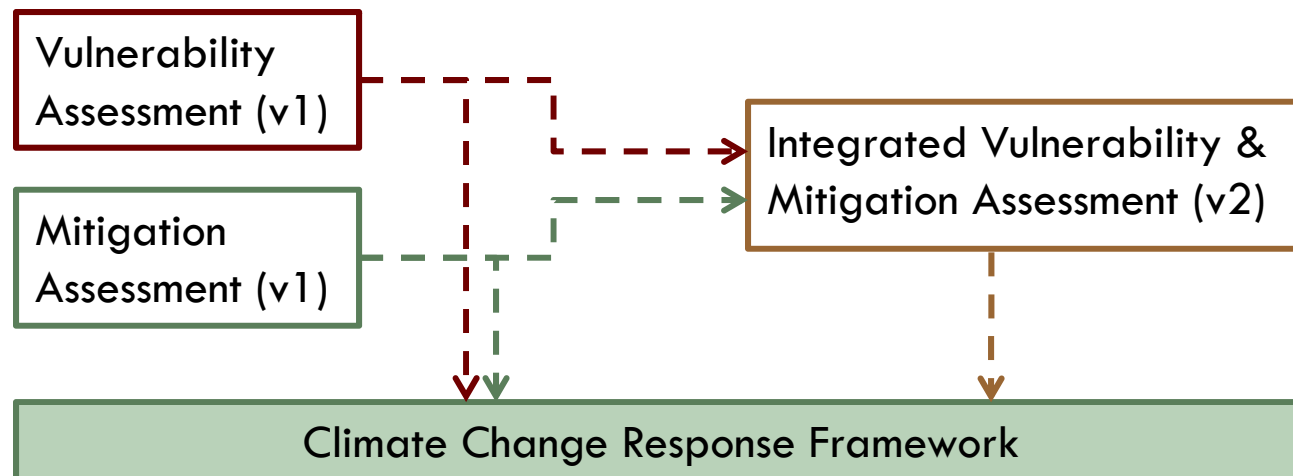 Vulnerability
Assessment (v1)
Mitigation
Assessment (v1)
Integrated Vulnerability &
Mitigation Assessment (v2)
Climate Change Response Framework